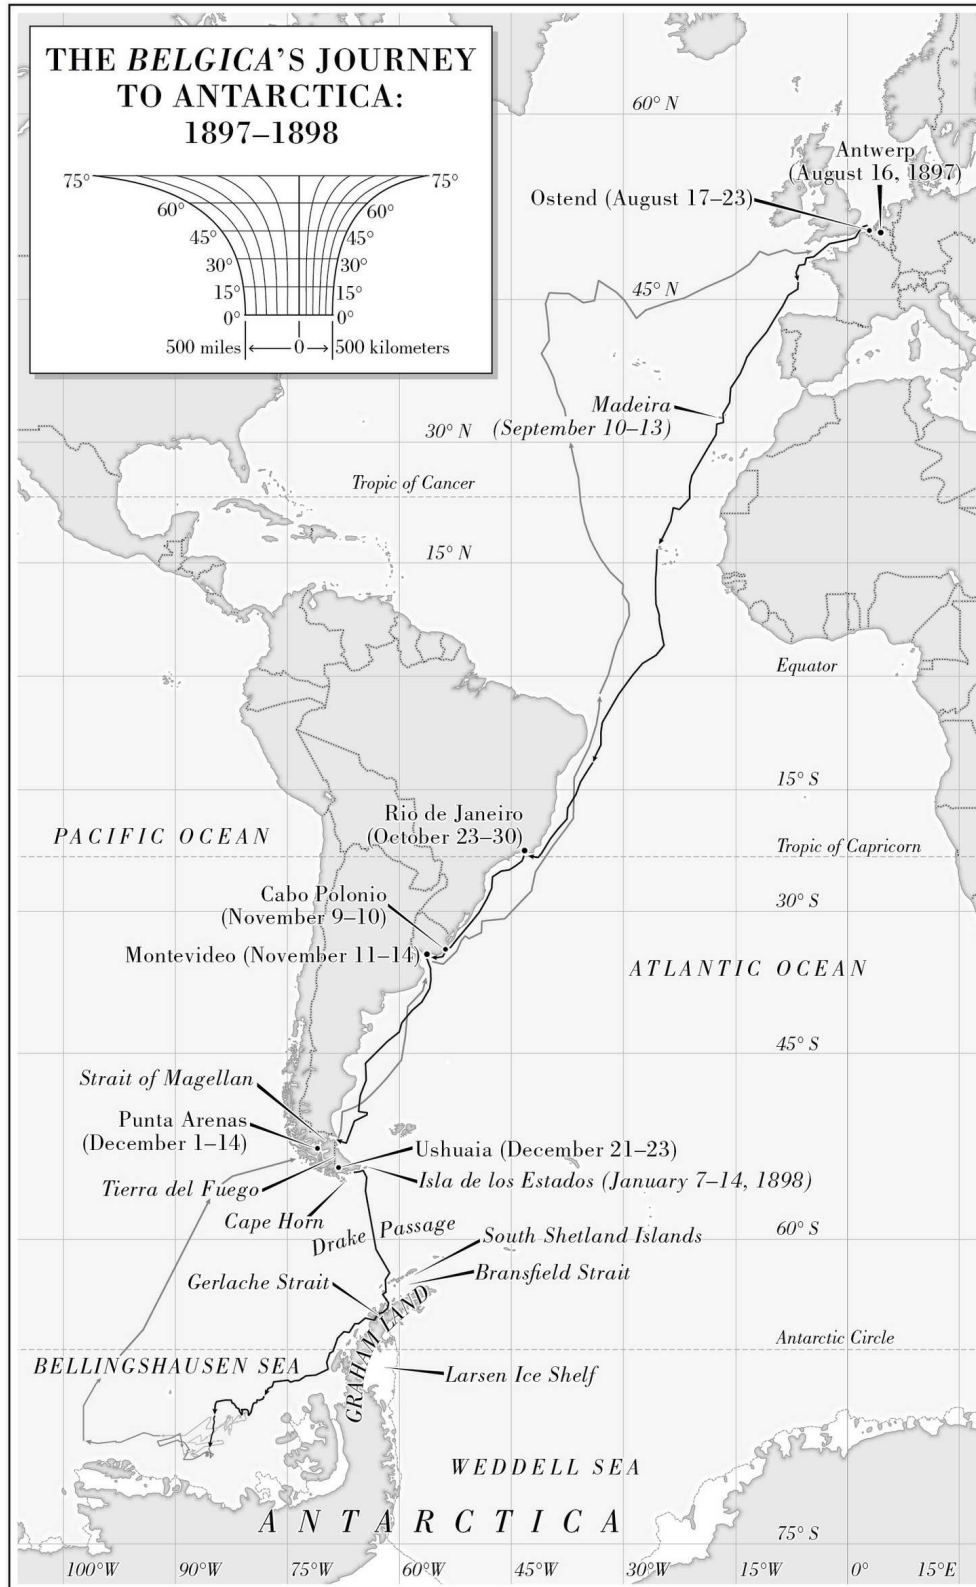 THE BELGICA’S JOURNEY
TO ANTARCTICA:
1897–1898
75°
75°
60°
60°
45°
45°
30°
30°
15°
15°
0°
0°
500 miles
0
500 kilometers
60° N
Antwerp
(August 16, 1897)
Ostend (August 17–23)
45° N
Madeira
(September 10–13)
30° N
Tropic of Cancer
15° N
Equator
15° S
Rio de Janeiro
(October 23–30)
PACIFIC OCEAN
Tropic of Capricorn
Cabo Polonio
(November 9–10)
30° S
Montevideo (November 11–14)
ATLANTIC OCEAN
45° S
Strait of Magellan
Punta Arenas
(December 1–14)
Ushuaia (December 21–23)
Tierra del Fuego
Isla de los Estados (January 7–14, 1898)
Cape Horn
Drake Passage
South Shetland Islands
60° S
Gerlache Strait
Bransfield Strait
GRAHAM LAND
Antarctic Circle
BELLINGSHAUSEN SEA
Larsen Ice Shelf
WEDDELL SEA
ANTARCTICA
75° S
100°W
90°W
75°W
60°W
45°W
30°W
15°W
0°
15°E